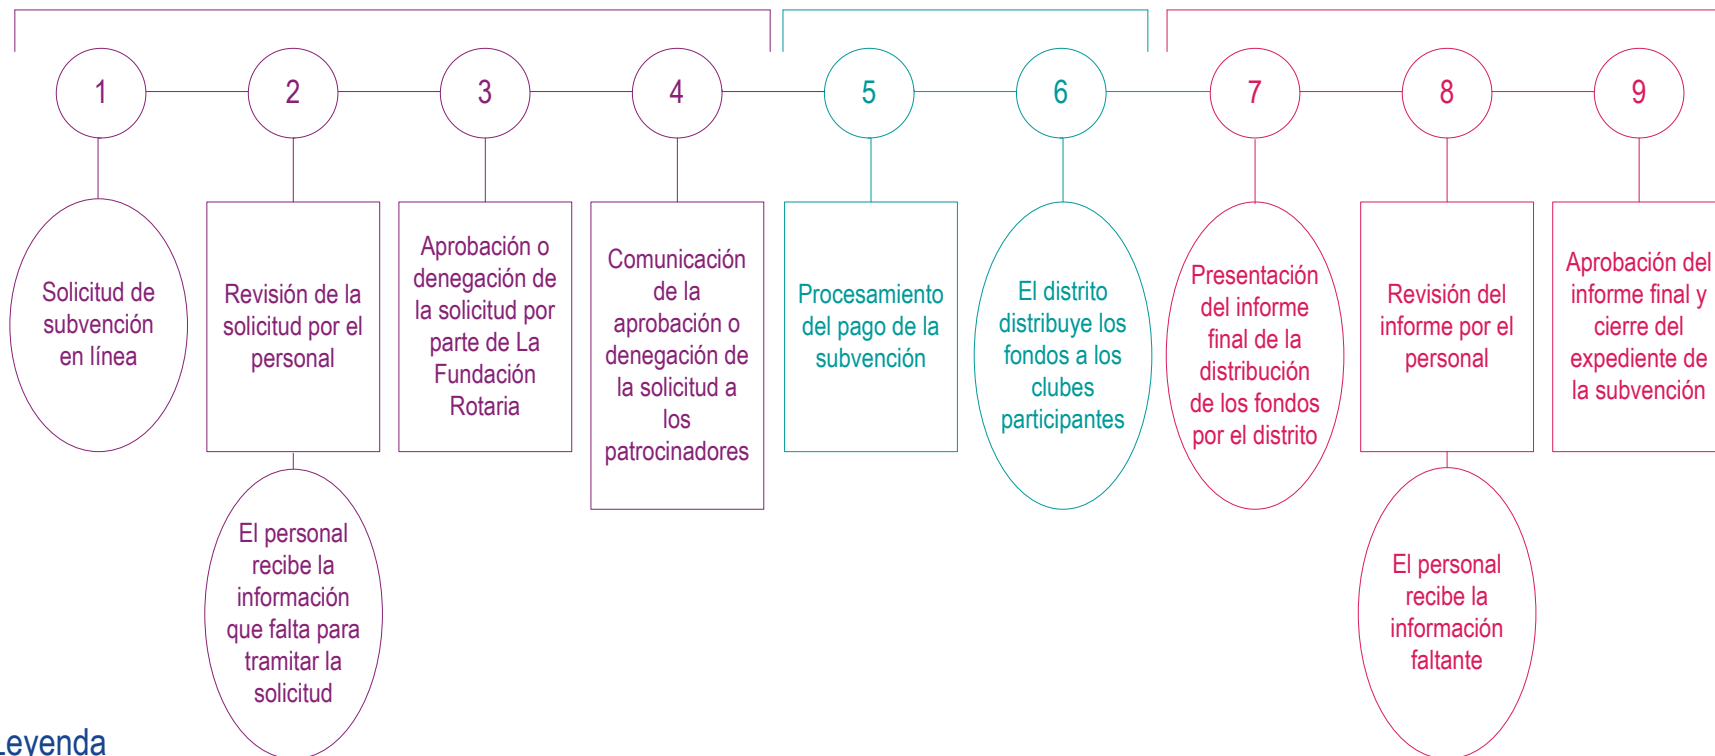 1
2
3
4
5
6
7
8
9
Solicitud de
subvención
en línea
Revisión de la
solicitud por el
personal
El personal
recibe la
información
que falta para
tramitar la
solicitud
Aprobación o
denegación de
la solicitud por
parte de La
Fundación
Rotaria
Comunicación
de la
aprobación o
denegación de
la solicitud a
los
patrocinadores
Procesamiento
del pago de la
subvención
El distrito
distribuye los
fondos a los
clubes
participantes
Presentación
del informe
final de la
distribución
de los fondos
por el distrito
Revisión del
informe por el
personal
El personal
recibe la
información
faltante
Aprobación del
informe final y
cierre del
expediente de
la subvención
Leyenda